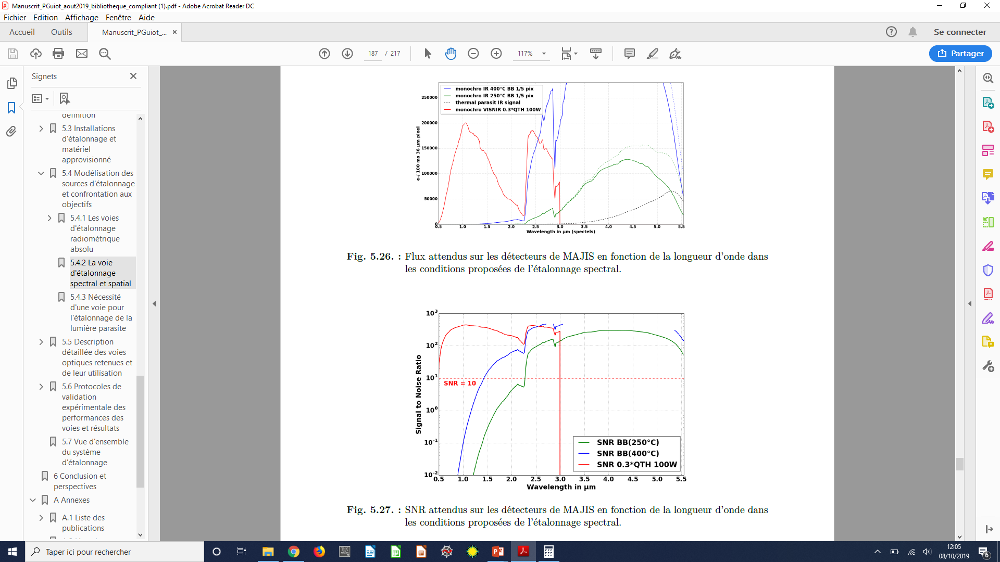 Manuscrit_PGuiot_aout2019_bibliotheque_compliant (1).pdf - Adobe Acrobat Reader DC
Fichier Edition Affichage Fenêtre Aide
Accueil Outils Manuscrit_PGuiot_... × Se connecter
187 / 217 117% Partager
Signets
définition
5.3 Installations
d'étalonnage et
matériel
approvisionné
5.4 Modélisation des
sources d'étalonnage
et confrontation aux
objectifs
5.4.1 Les voies
d'étalonnage
radiométrique
absolu
5.4.2 La voie
d'étalonnage
spectral et spatial
5.4.3 Nécessité
d'une voie pour
l'étalonnage de la
lumière parasite
5.5 Description
détaillée des voies
optiques retenues et
de leur utilisation
5.6 Protocoles de
validation
expérimentale des
performances des
voies et résultats
5.7 Vue d'ensemble
du système
d'étalonnage
6 Conclusion et
perspectives
A Annexes
A.1 Liste des
publications
monochro IR 400°C BB 1/5 pix
monochro IR 250°C BB 1/5 pix
thermal parasit IR signal
monochro VISNIR 0.3*QTH 100W
e-/ 100 ms 36 µm pixel
250000
200000
150000
100000
50000
0
0.5 1.0 1.5 2.0 2.5 3.0 3.5 4.0 4.5 5.0 5.5
Wavelength in µm (spectels)
Fig. 5.26. : Flux attendus sur les détecteurs de MAJIS en fonction de la longueur d'onde dans
les conditions proposées de l'étalonnage spectral.
Signal to Noise Ratio
10³
10²
10¹
SNR = 10
10⁰
10⁻¹
10⁻²
SNR BB(250°C)
SNR BB(400°C)
SNR 0.3*QTH 100W
0.5 1.0 1.5 2.0 2.5 3.0 3.5 4.0 4.5 5.0 5.5
Wavelength in µm
Fig. 5.27. : SNR attendus sur les détecteurs de MAJIS en fonction de la longueur d'onde dans
les conditions proposées de l'étalonnage spectral.
Taper ici pour rechercher
12:05
08/10/2019
6